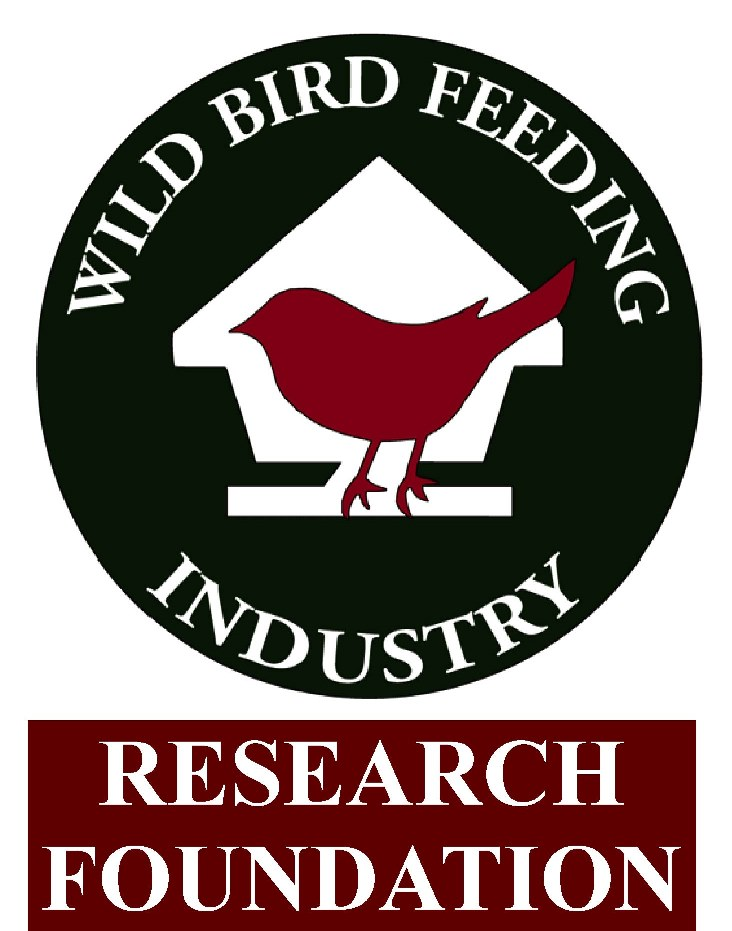 WILD BIRD FEEDING
INDUSTRY
RESEARCH
FOUNDATION